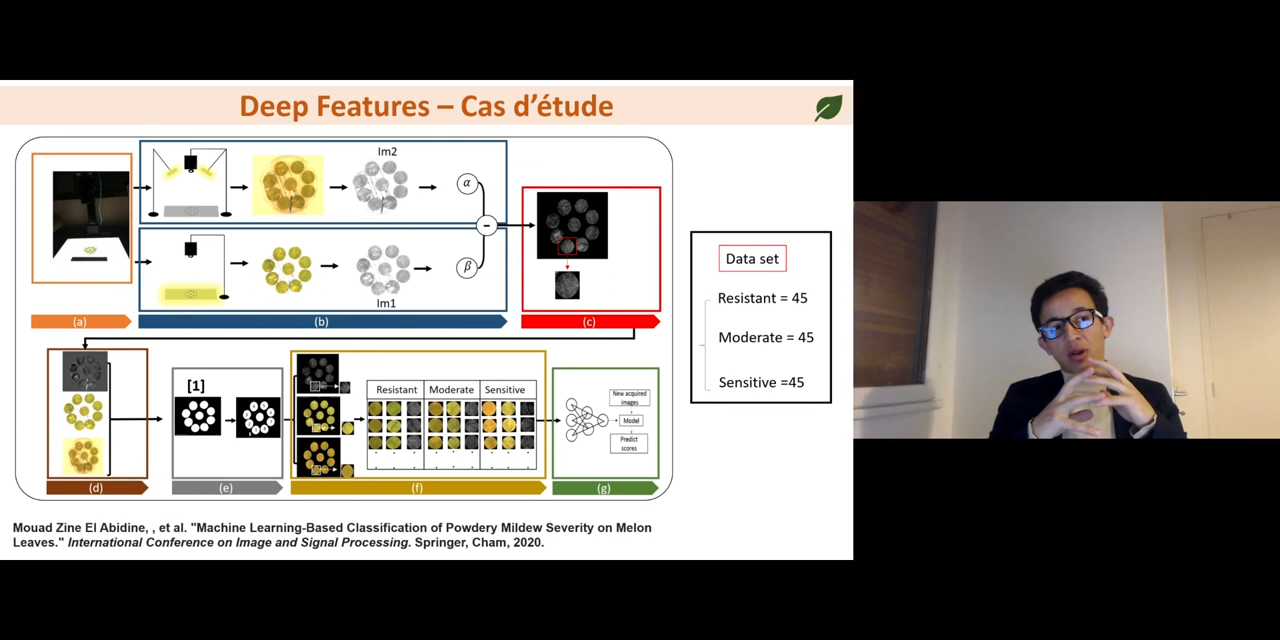 Deep Features – Cas d'étude
Im2
α
-
β
Im1
(a)
(b)
(c)
Data set
Resistant = 45
Moderate = 45
Sensitive =45
[1]
Resistant Moderate Sensitive
New acquired
images
Model
Predict
scores
(d)
(e)
(f)
(g)
Mouad Zine El Abidine, , et al. "Machine Learning-Based Classification of Powdery Mildew Severity on Melon
Leaves." International Conference on Image and Signal Processing. Springer, Cham, 2020.